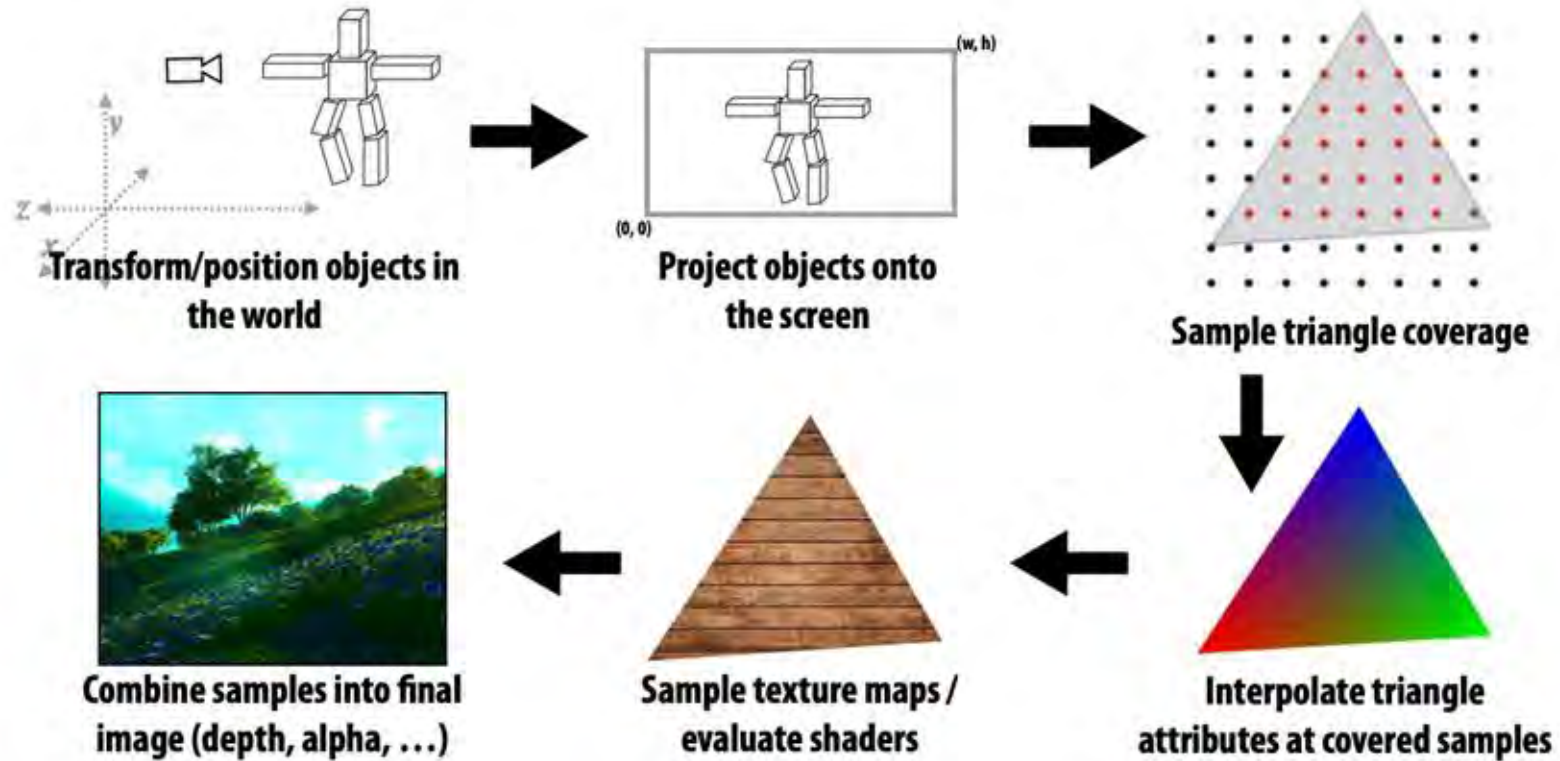 y
z
x
Transform/position objects in
the world
(w, h)
(0, 0)
Project objects onto
the screen
Sample triangle coverage
Interpolate triangle
attributes at covered samples
Sample texture maps /
evaluate shaders
Combine samples into final
image (depth, alpha, …)